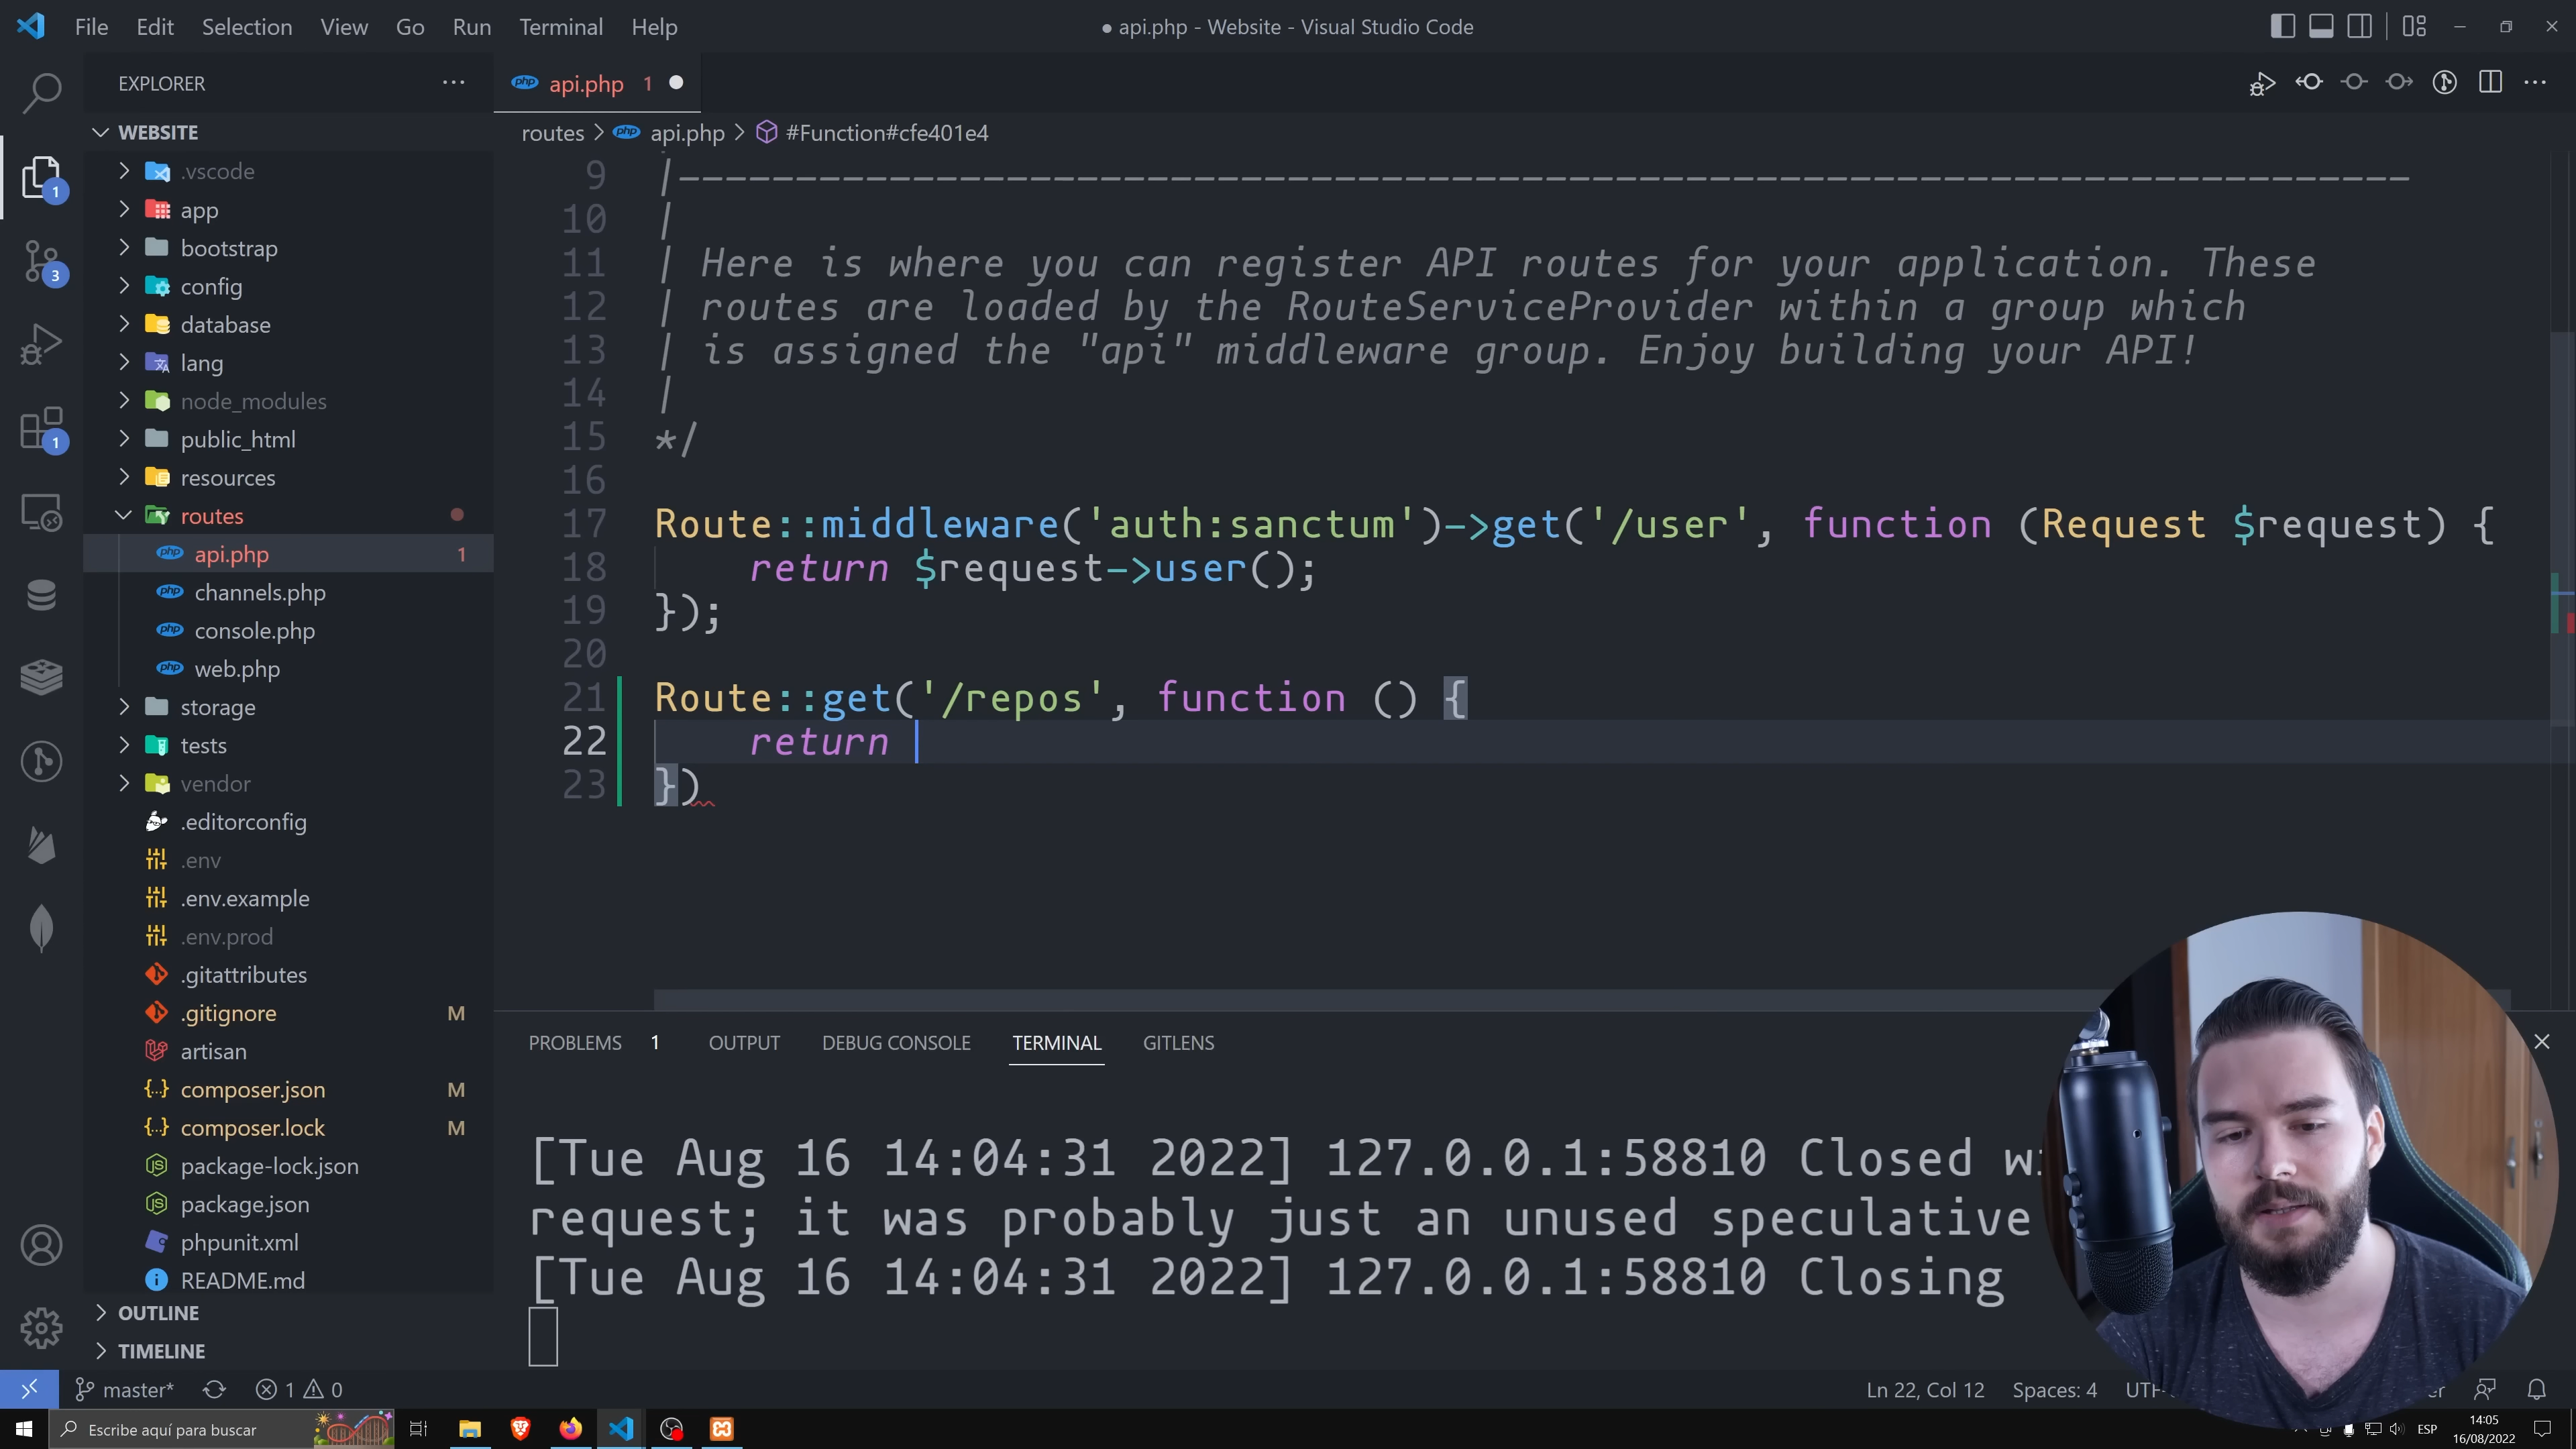 File Edit Selection View Go Run Terminal Help
● api.php - Website - Visual Studio Code
EXPLORER
WEBSITE
.vscode
app
bootstrap
config
database
lang
node_modules
public_html
resources
routes
php api.php 1
php channels.php
php console.php
php web.php
storage
tests
vendor
.editorconfig
.env
.env.example
.env.prod
.gitattributes
.gitignore M
artisan
{..} composer.json M
{..} composer.lock M
package-lock.json
package.json
phpunit.xml
README.md
OUTLINE
TIMELINE
1
3
1
php api.php 1
routes > php api.php > #Function#cfe401e4
9 |--------------------------------------------------------------------------
10 |
11 | Here is where you can register API routes for your application. These
12 | routes are loaded by the RouteServiceProvider within a group which
13 | is assigned the "api" middleware group. Enjoy building your API!
14 |
15 */
16
17 Route::middleware('auth:sanctum')->get('/user', function (Request $request) {
18 return $request->user();
19 });
20
21 Route::get('/repos', function () {
22 return
23 })
PROBLEMS 1 OUTPUT DEBUG CONSOLE TERMINAL GITLENS
[Tue Aug 16 14:04:31 2022] 127.0.0.1:58810 Closed
request; it was probably just an unused speculative
[Tue Aug 16 14:04:31 2022] 127.0.0.1:58810 Closing
master* 1 0
Ln 22, Col 12 Spaces: 4
Escribe aquí para buscar
ESP
14:05
16/08/2022